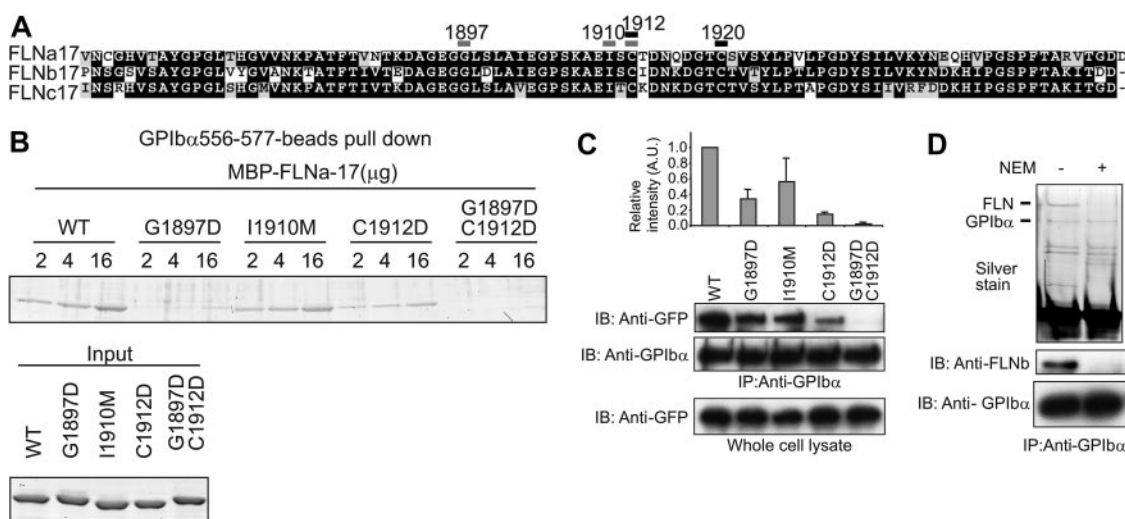 A
1897 1910 1912 1920
FLNa17 VNCGHVTAYGPGLTHGVVNKPATFTVNTKDAGEGGLSLAIEGPSKAEISCTDNQDGTCSVSYLPVLPGDYSILVKYNEQHVPGSPFTARVTGDD
FLNb17 PNSGSVSAYGPGLVYGVANKTATFTIVTEDAGEGGLDLAIEGPSKAEISCIDNKDGTCTVTYLPTLPGDYSILVKYNDKHIPGSPFTAKITDD-
FLNc17 INSRHVSAYGPGLSHGMVNKPATFTIVTKDAGEGGLSLAVEGPSKAEITCKDNKDGTCTVSYLPTAPGDYSIIVRFDDKHIPGSPFTAKITGD-
B
GPIbα556-577-beads pull down
MBP-FLNa-17(μg)
WT G1897D I1910M C1912D G1897D C1912D
2 4 16 2 4 16 2 4 16 2 4 16 2 4 16
Input
WT G1897D I1910M C1912D G1897D C1912D
C
Relative intensity (A.U.)
1.0
0.8
0.6
0.4
0.2
0.0
WT G1897D I1910M C1912D G1897D C1912D
IB: Anti-GFP
IB: Anti-GPIbα
IP:Anti-GPIbα
IB: Anti-GFP
Whole cell lysate
D
NEM - +
FLN
GPIbα
Silver
stain
IB: Anti-FLNb
IB: Anti- GPIbα
IP:Anti-GPIbα